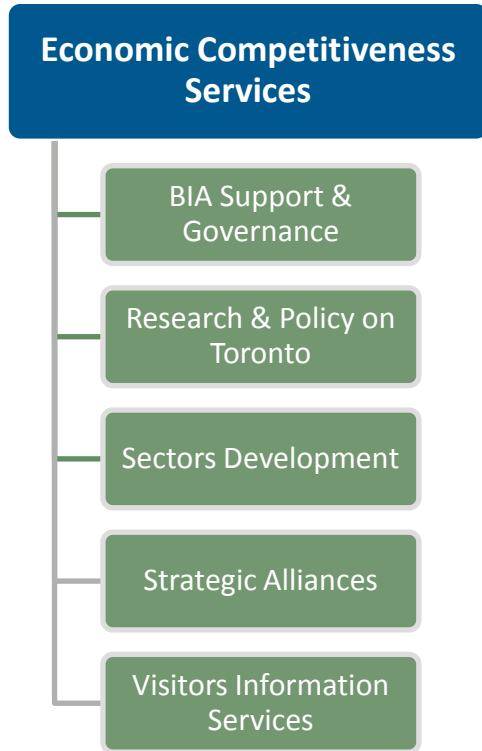 Economic Competitiveness
Services
BIA Support &
Governance
Research & Policy on
Toronto
Sectors Development
Strategic Alliances
Visitors Information
Services